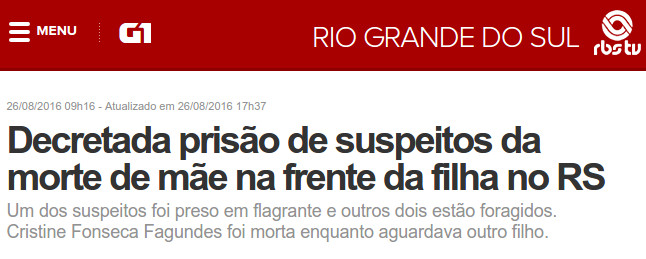 MENU G1 RIO GRANDE DO SUL rbs tv
26/08/2016 09h16 - Atualizado em 26/08/2016 17h37
Decretada prisão de suspeitos da
morte de mãe na frente da filha no RS
Um dos suspeitos foi preso em flagrante e outros dois estão foragidos.
Cristine Fonseca Fagundes foi morta enquanto aguardava outro filho.